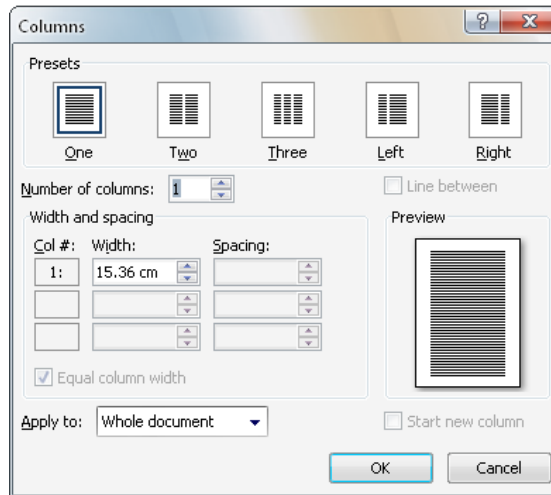 Columns
Presets
One Two Three Left Right
Number of columns: 1 Line between
Width and spacing Preview
Col #: Width: Spacing:
1: 15.36 cm
Equal column width
Apply to: Whole document Start new column
OK Cancel